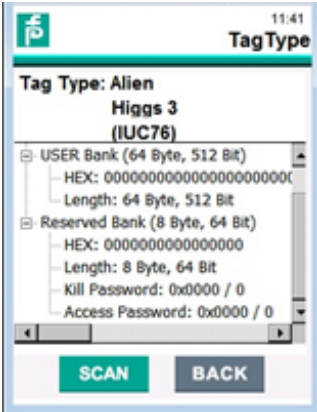 11:41
TagType
Tag Type: Alien
Higgs 3
(IUC76)
USER Bank (64 Byte, 512 Bit)
HEX: 0000000000000000000000(
Length: 64 Byte, 512 Bit
Reserved Bank (8 Byte, 64 Bit)
HEX: 0000000000000000
Length: 8 Byte, 64 Bit
Kill Password: 0x0000 / 0
Access Password: 0x0000 / 0
SCAN BACK